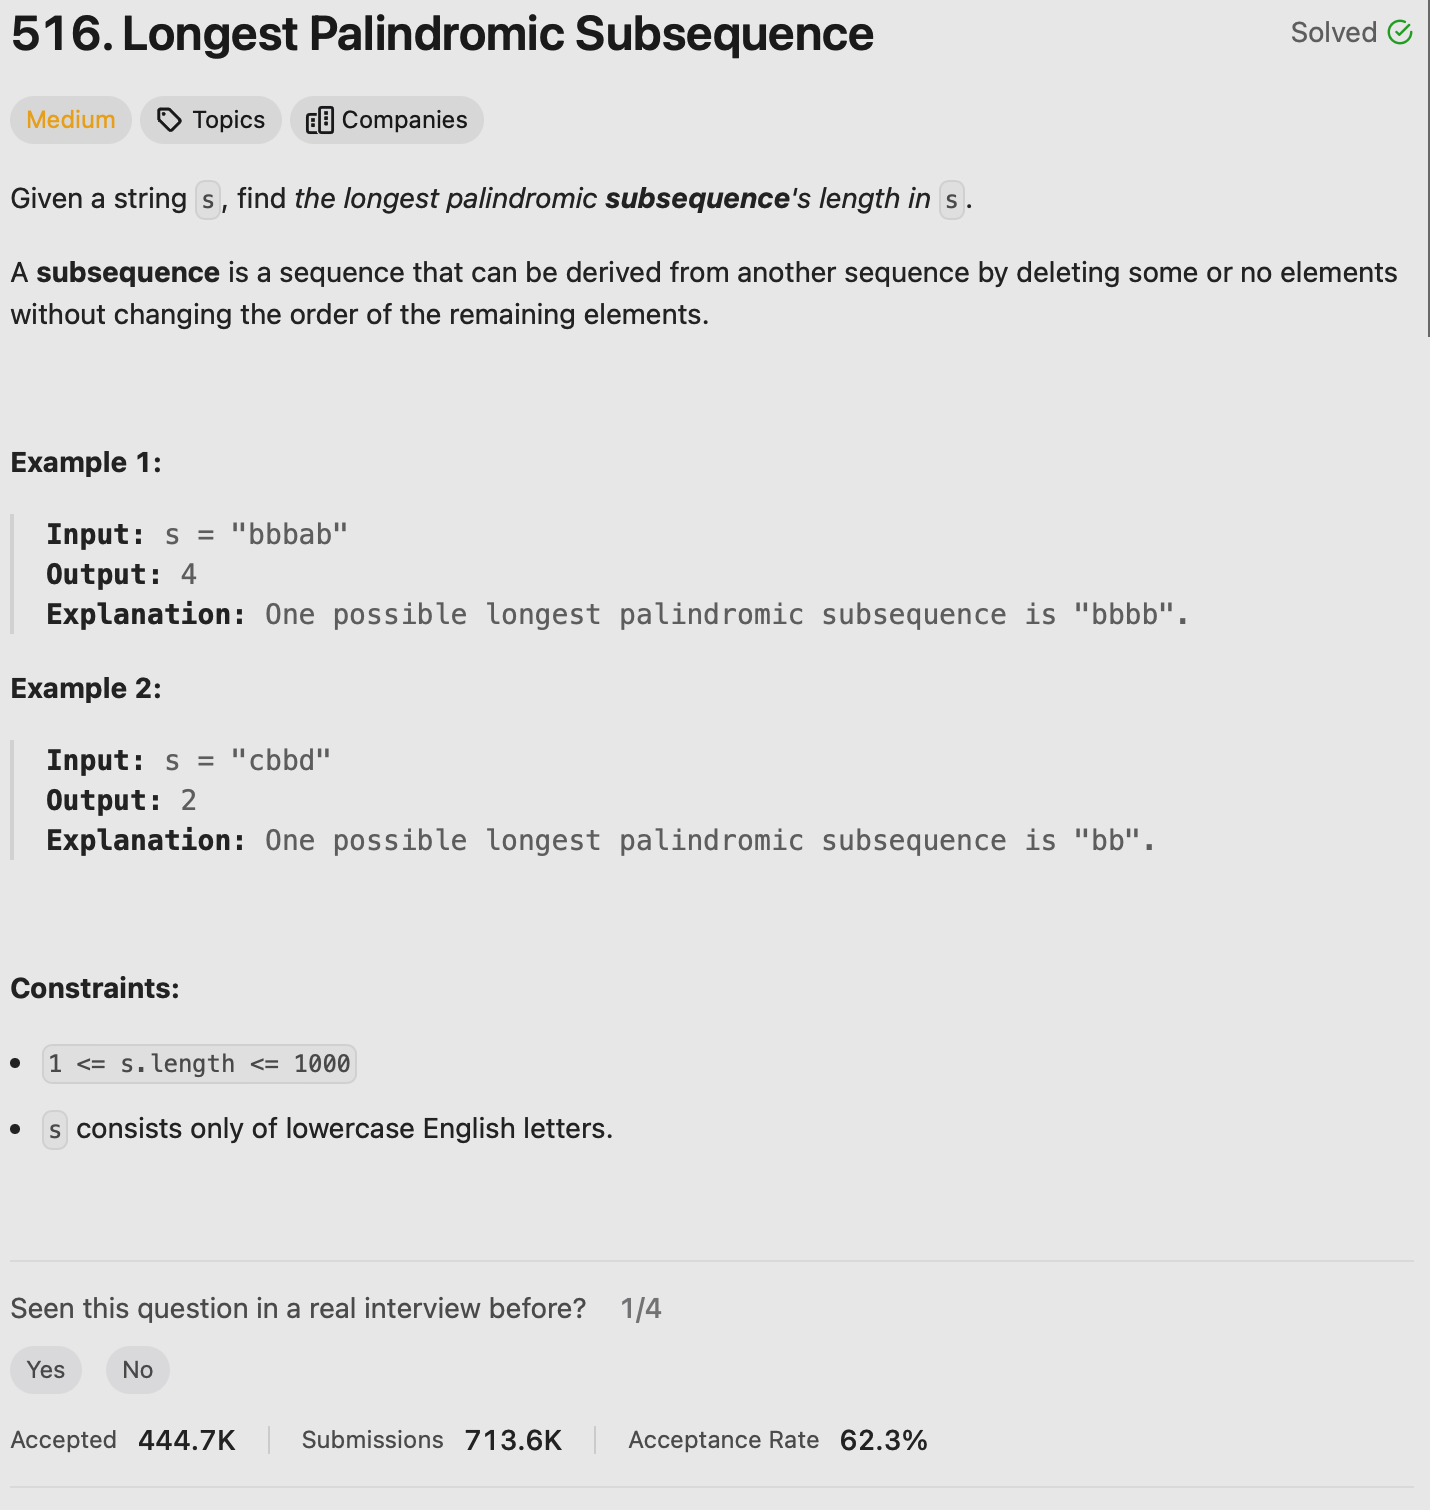 516. Longest Palindromic Subsequence
Solved
Medium
Topics
Companies
Given a string s, find the longest palindromic subsequence's length in s.
A subsequence is a sequence that can be derived from another sequence by deleting some or no elements
without changing the order of the remaining elements.
Example 1:
Input: s = "bbbab"
Output: 4
Explanation: One possible longest palindromic subsequence is "bbbb".
Example 2:
Input: s = "cbbd"
Output: 2
Explanation: One possible longest palindromic subsequence is "bb".
Constraints:
1 <= s.length <= 1000
s consists only of lowercase English letters.
Seen this question in a real interview before? 1/4
Yes No
Accepted 444.7K Submissions 713.6K Acceptance Rate 62.3%